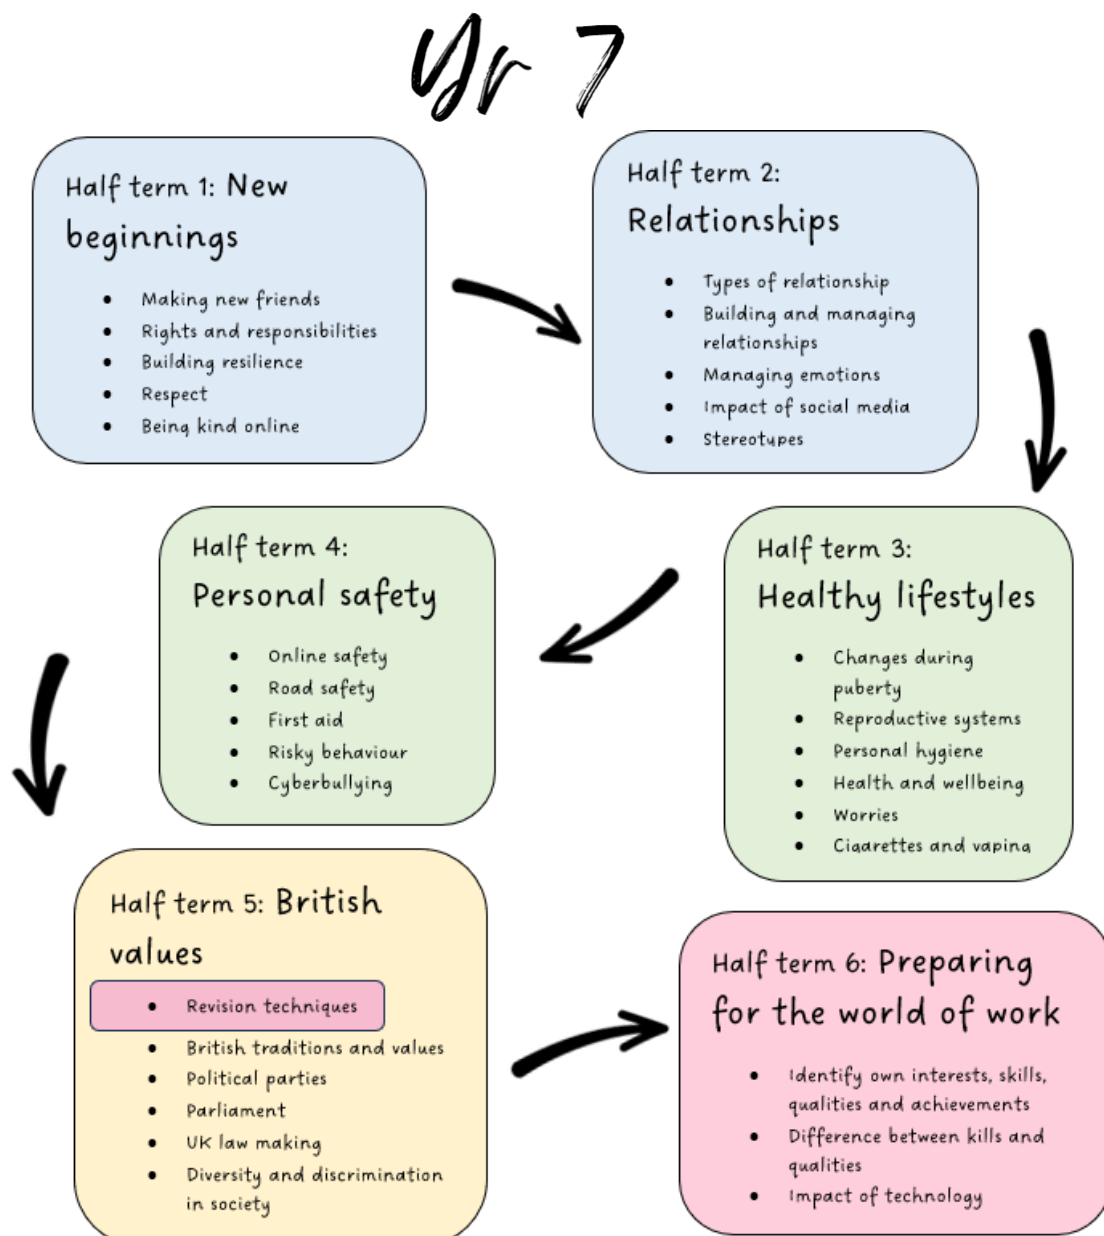 Yr 7
Half term 1: New
beginnings
• Making new friends
• Rights and responsibilities
• Building resilience
• Respect
• Being kind online
Half term 2:
Relationships
• Types of relationship
• Building and managing
relationships
• Managing emotions
• Impact of social media
• Stereotypes
Half term 3:
Healthy lifestyles
• Changes during
puberty
• Reproductive systems
• Personal hygiene
• Health and wellbeing
• Worries
• Cigarettes and vaping
Half term 4:
Personal safety
• Online safety
• Road safety
• First aid
• Risky behaviour
• Cyberbullying
Half term 5: British
values
• Revision techniques
• British traditions and values
• Political parties
• Parliament
• UK law making
• Diversity and discrimination
in society
Half term 6: Preparing
for the world of work
• Identify own interests, skills,
qualities and achievements
• Difference between kills and
qualities
• Impact of technology